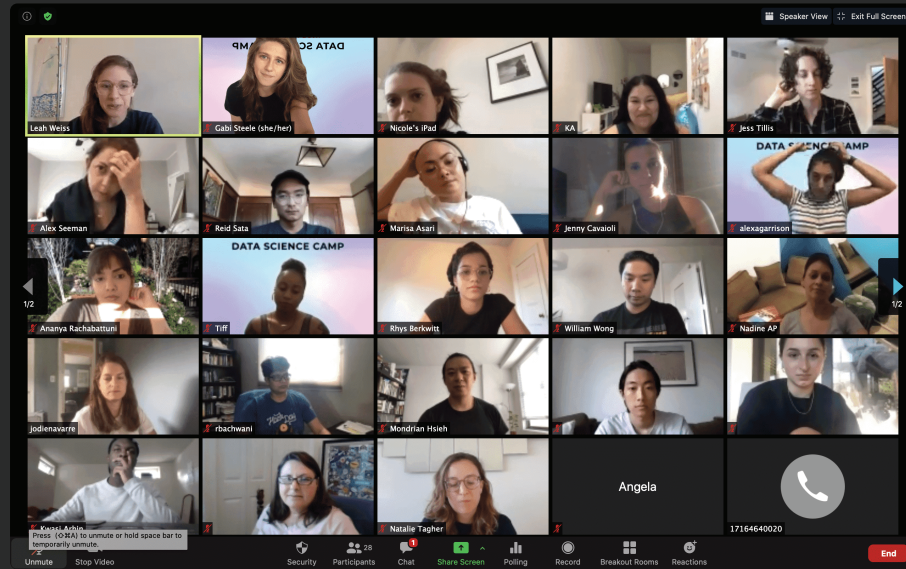 Speaker View
Exit Full Screen
Leah Weiss
DATA SC
MP
Gabi Steele (she/her)
Nicole's iPad
KA
Jess Tillis
Alex Seeman
Reid Sata
Marisa Asari
Jenny Cavaioli
DATA SCIENCE CAMP
alexagarrison
1/2
Ananya Rachabattuni
DATA SCIENCE CAMP
Tiff
Rhys Berkwitt
William Wong
Nadine AP
1/2
jodienavarre
rbachwani
Mondrian Hsieh
Kwasi Arhin
Natalie Tagher
Angela
17164640020
Press (⇧⌘A) to unmute or hold space bar to
temporarily unmute.
Unmute
Stop Video
Security
28
Participants
1
Chat
Share Screen
Polling
Record
Breakout Rooms
Reactions
End